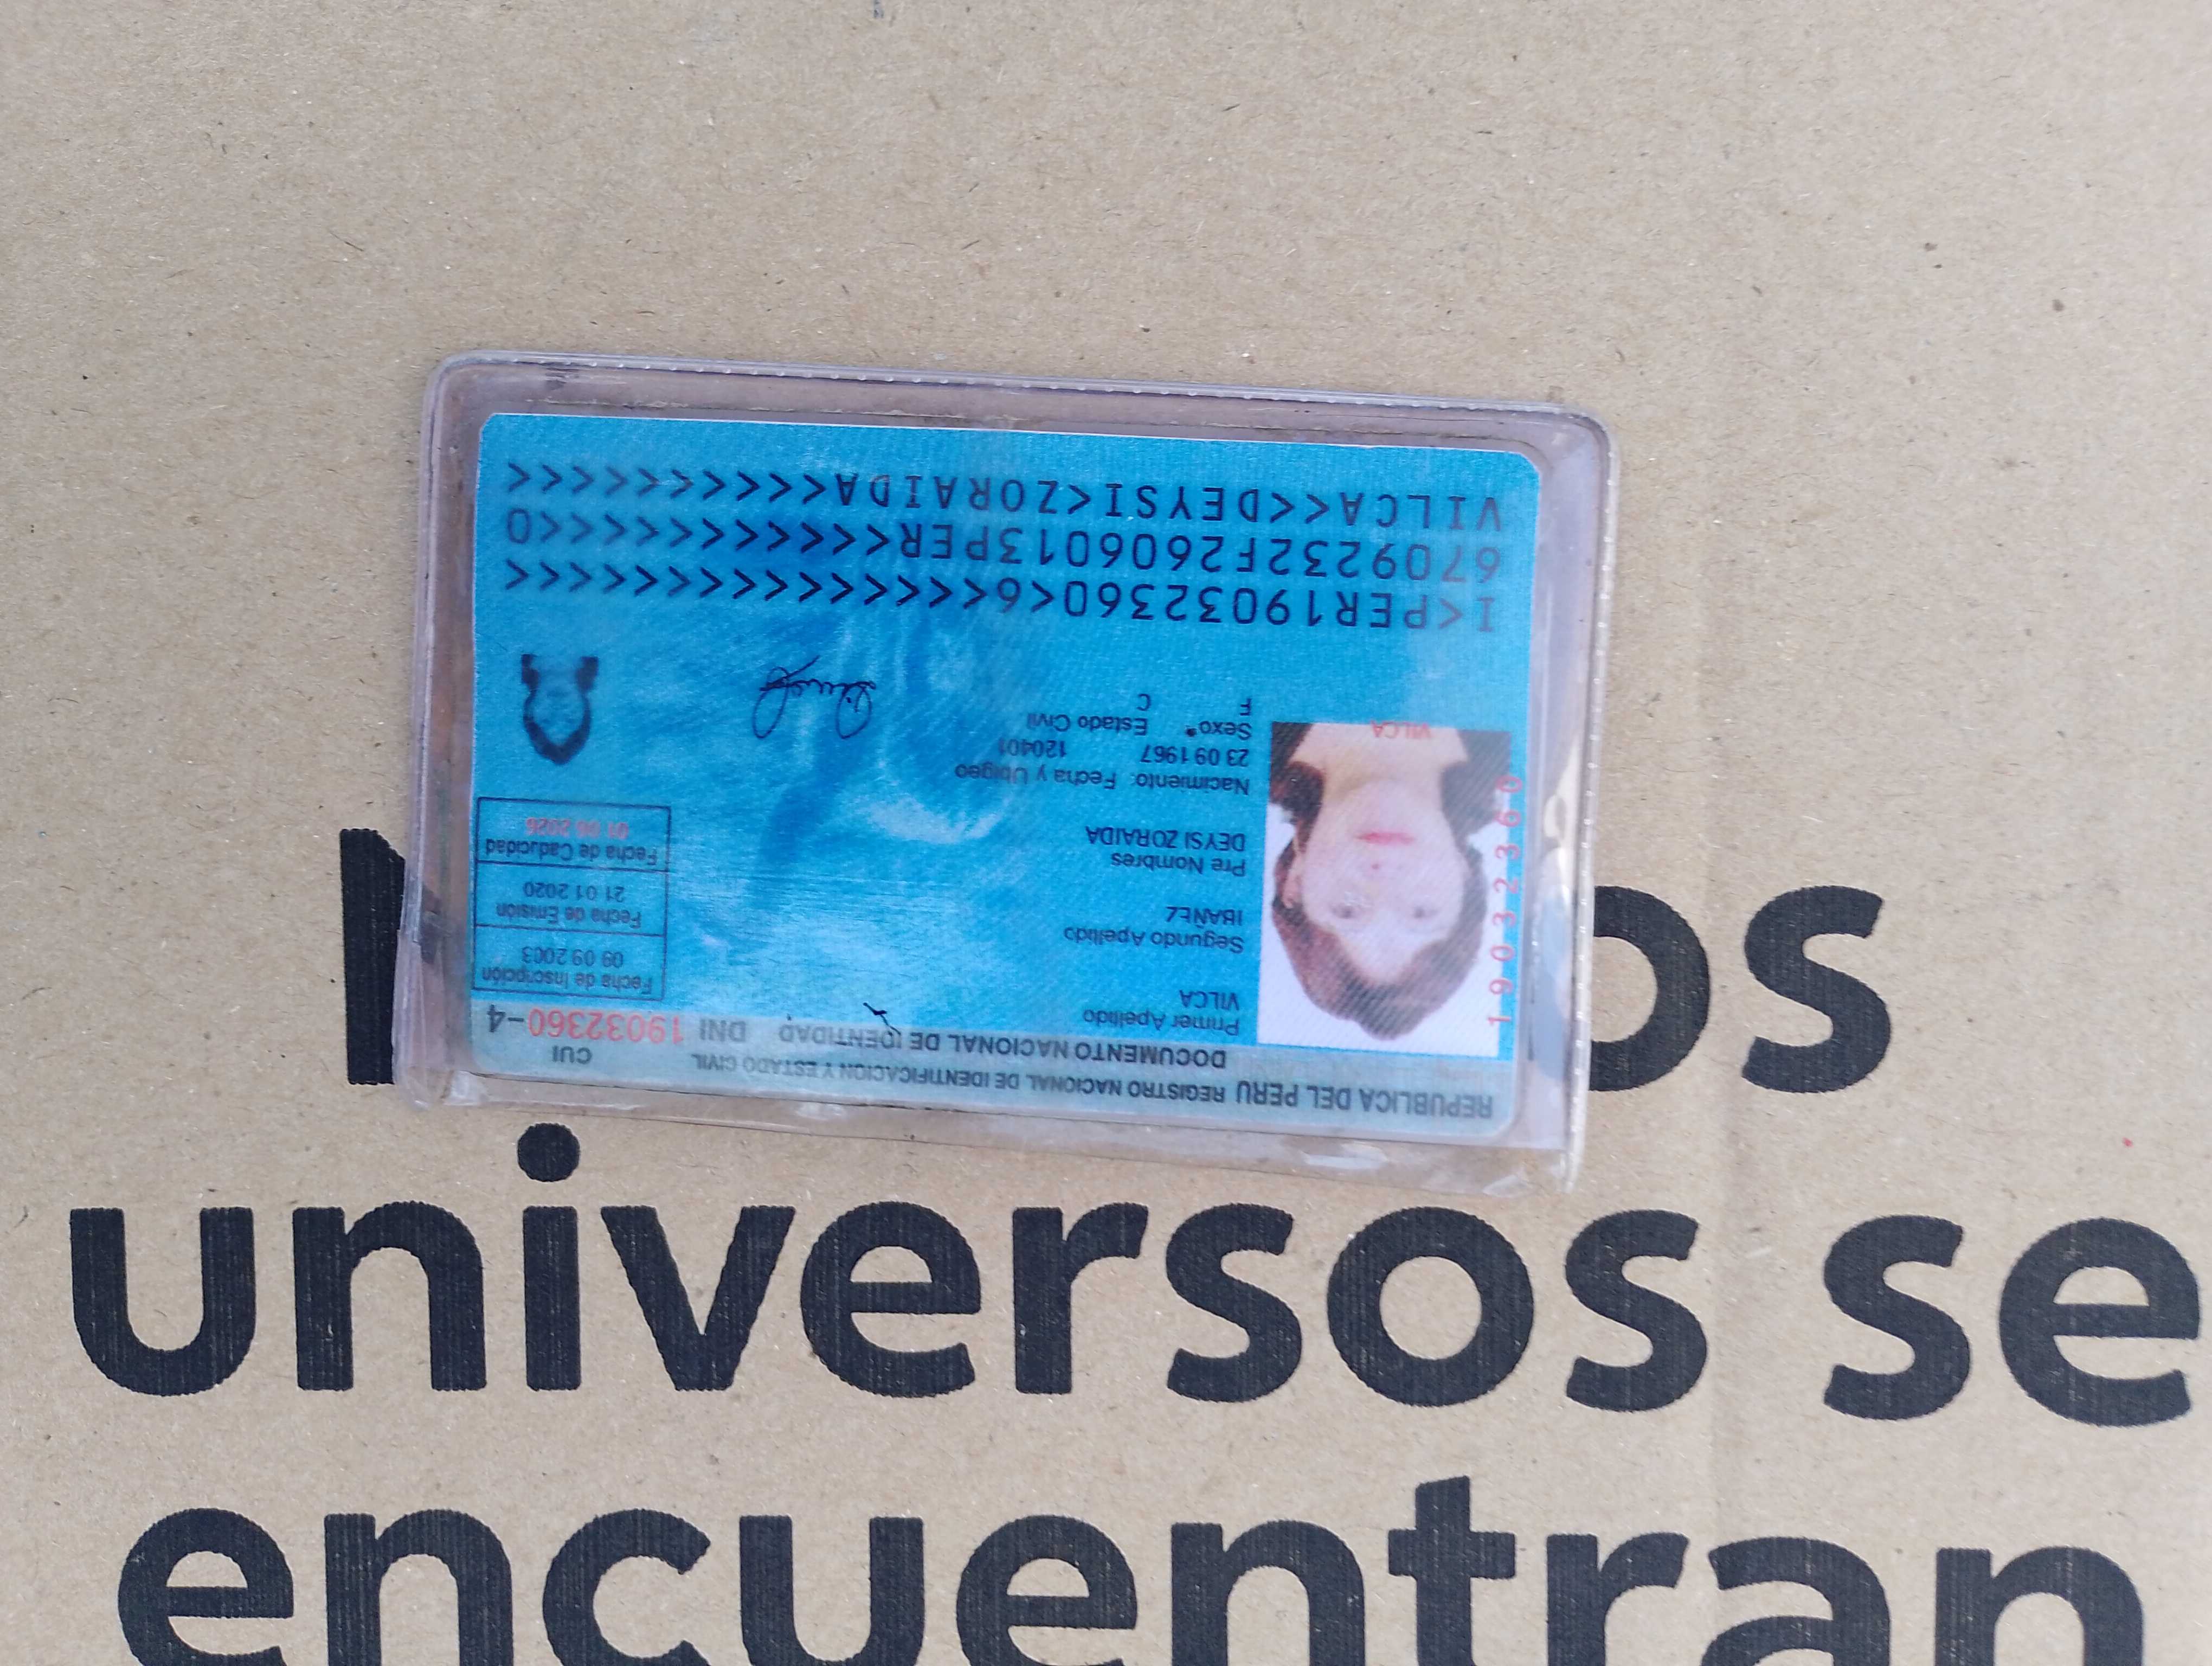 REPUBLICA DEL PERU REGISTRO NACIONAL DE IDENTIFICACION Y ESTADO CIVIL
CUI
DOCUMENTO NACIONAL DE IDENTIDAD DNI 19032360-4
Primer Apellido
VILCA
Segundo Apellido
IBAÑEZ
Pre Nombres
DEYSI ZORAIDA
Nacimiento: Fecha y Ubigeo
23 09 1967 120401
Sexo Estado Civil
F C
Fecha de Inscripción
09 09 2003
Fecha de Emisión
21 01 2020
Fecha de Caducidad
01 06 2026
19032360
VILCA
I<PER19032360<6<<<<<<<<<<<<<<<
6709232F2606013PER<<<<<<<<<<<0
VILCA<<DEYSI<ZORAIDA<<<<<<<<<<
os
universos se
encuentran